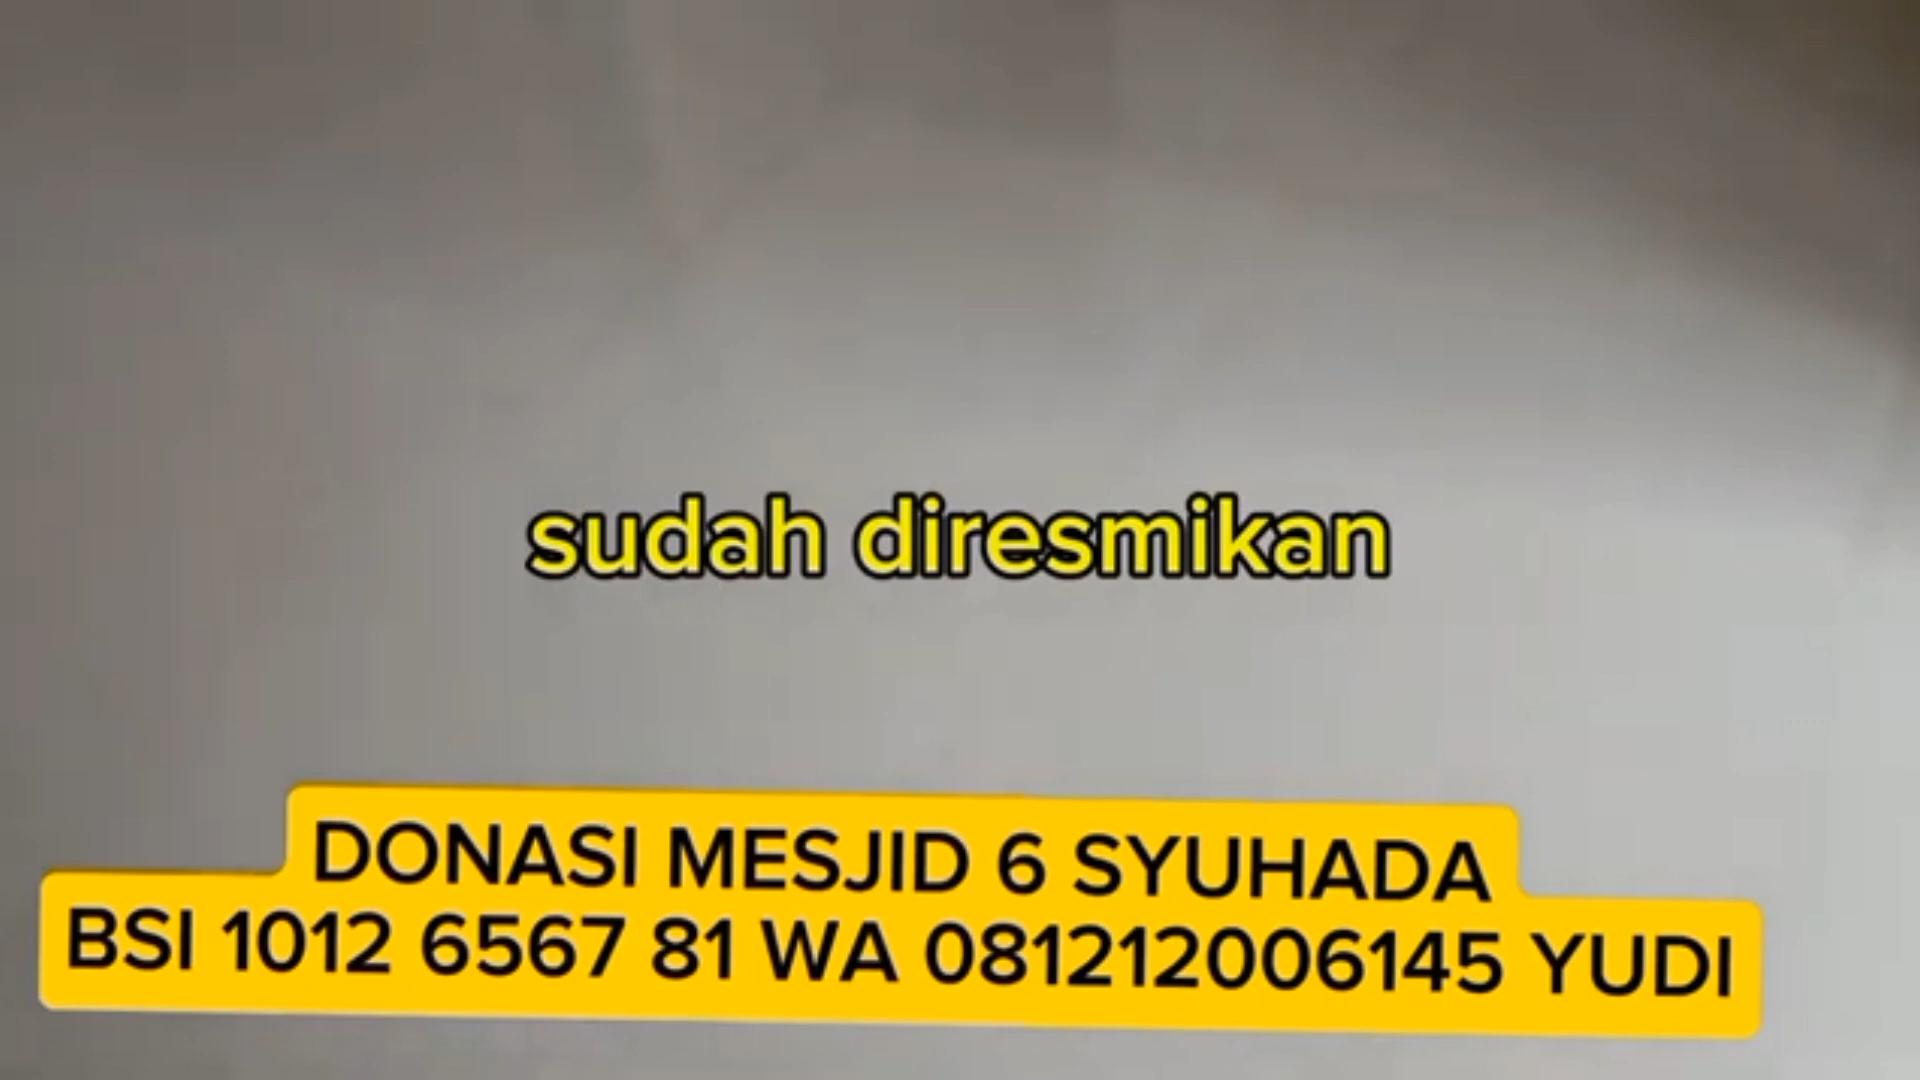 sudah diresmikan
DONASI MESJID 6 SYUHADA
BSI 1012 6567 81 WA 081212006145 YUDI